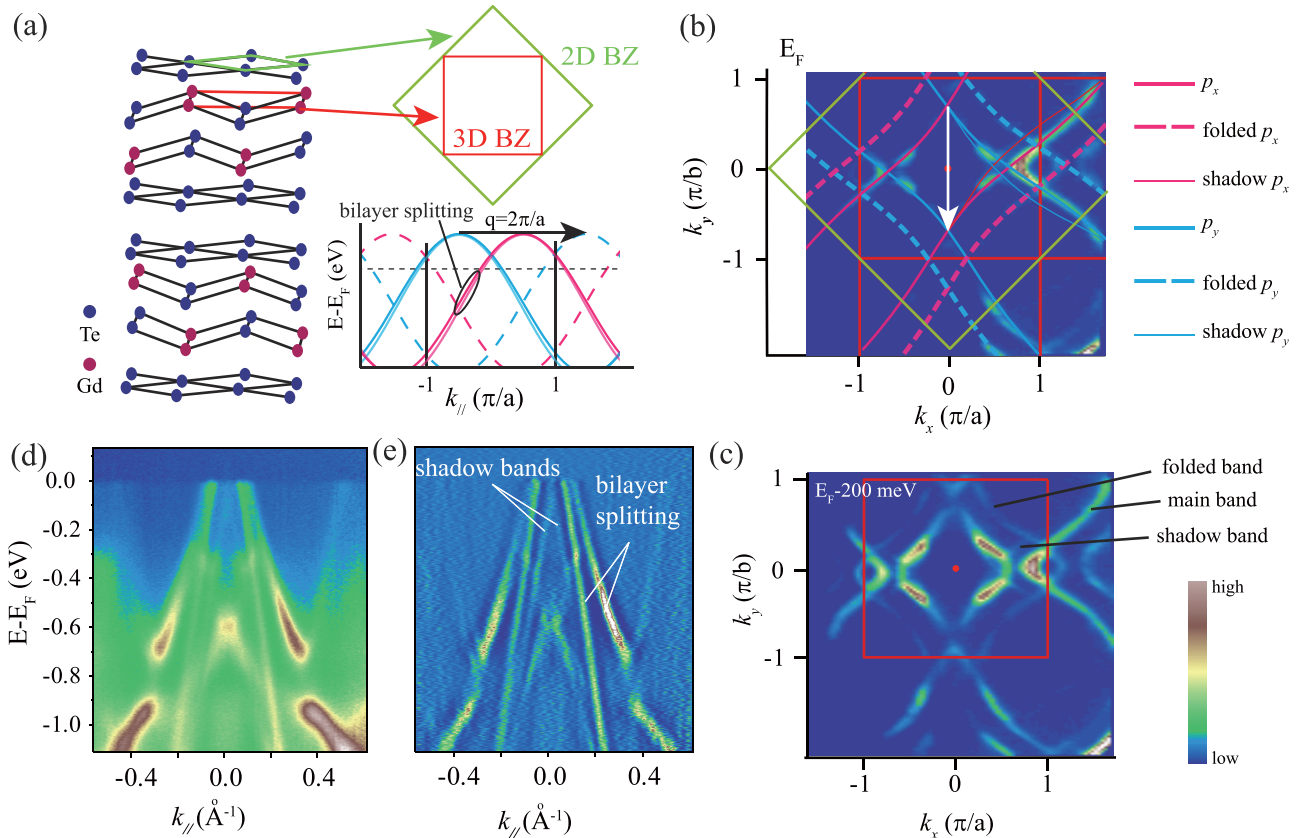 (a)
2D BZ
3D BZ
bilayer splitting
q=2π/a
E-E_F (eV)
-1
1
k_// (π/a)
Te
Gd
(b)
E_F
1
0
-1
k_y (π/b)
-1
0
1
k_x (π/a)
p_x
folded p_x
shadow p_x
p_y
folded p_y
shadow p_y
(d)
0.0
-0.2
-0.4
-0.6
-0.8
-1.0
E-E_F (eV)
-0.4
0.0
0.4
k_// (Å⁻¹)
(e)
shadow bands
bilayer
splitting
-0.4
0.0
0.4
k_// (Å⁻¹)
(c)
E_F-200 meV
folded band
main band
shadow band
1
0
-1
k_y (π/b)
-1
0
1
k_x (π/a)
high
low